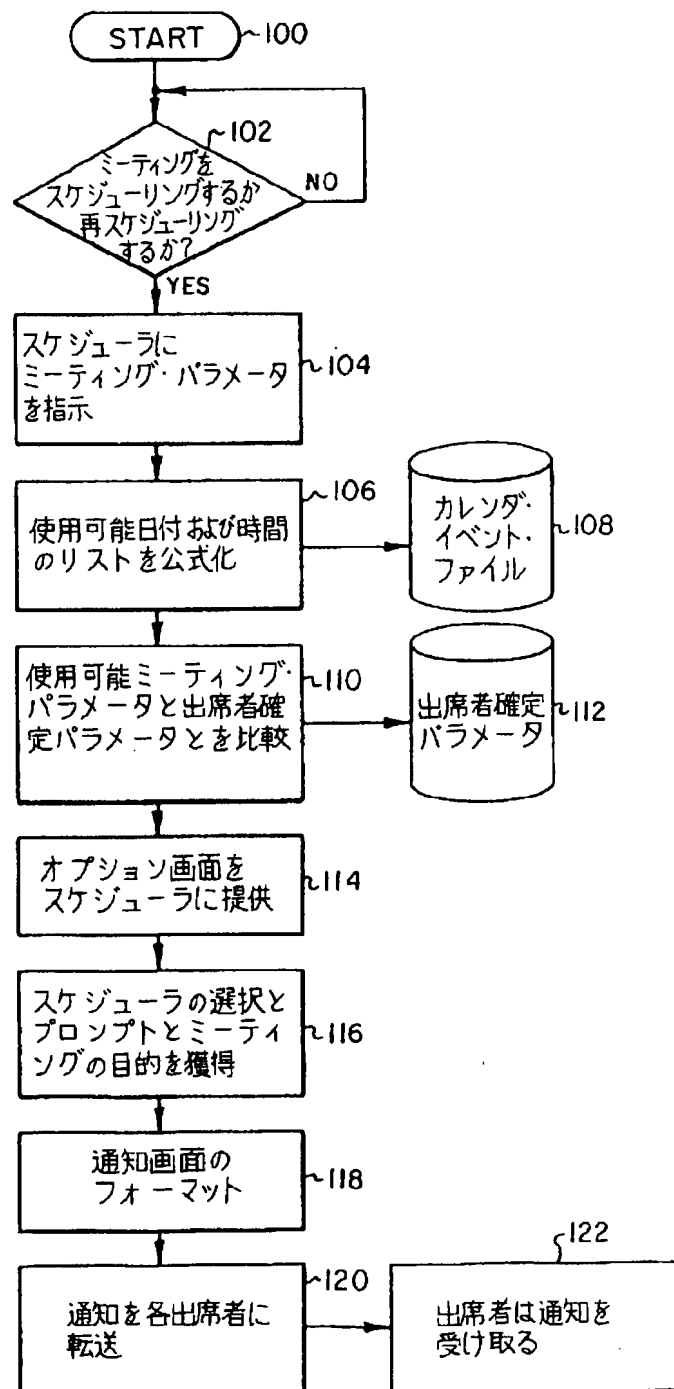 START
100
102
ミーティングを
スケジューリングするか
再スケジューリング
するか?
NO
YES
スケジューラに
ミーティング・パラメータ
を指示
104
106
使用可能日付および時間
のリストを公式化
カレンダ・
イベント・
ファイル
108
使用可能ミーティング・
パラメータと出席者確
定パラメータとを比較
110
出席者確定
パラメータ
112
オプション画面を
スケジューラに提供
114
スケジューラの選択と
プロンプトとミーティ
ングの目的を獲得
116
通知画面の
フォーマット
118
通知を各出席者に
転送
120
122
出席者は通知を
受け取る